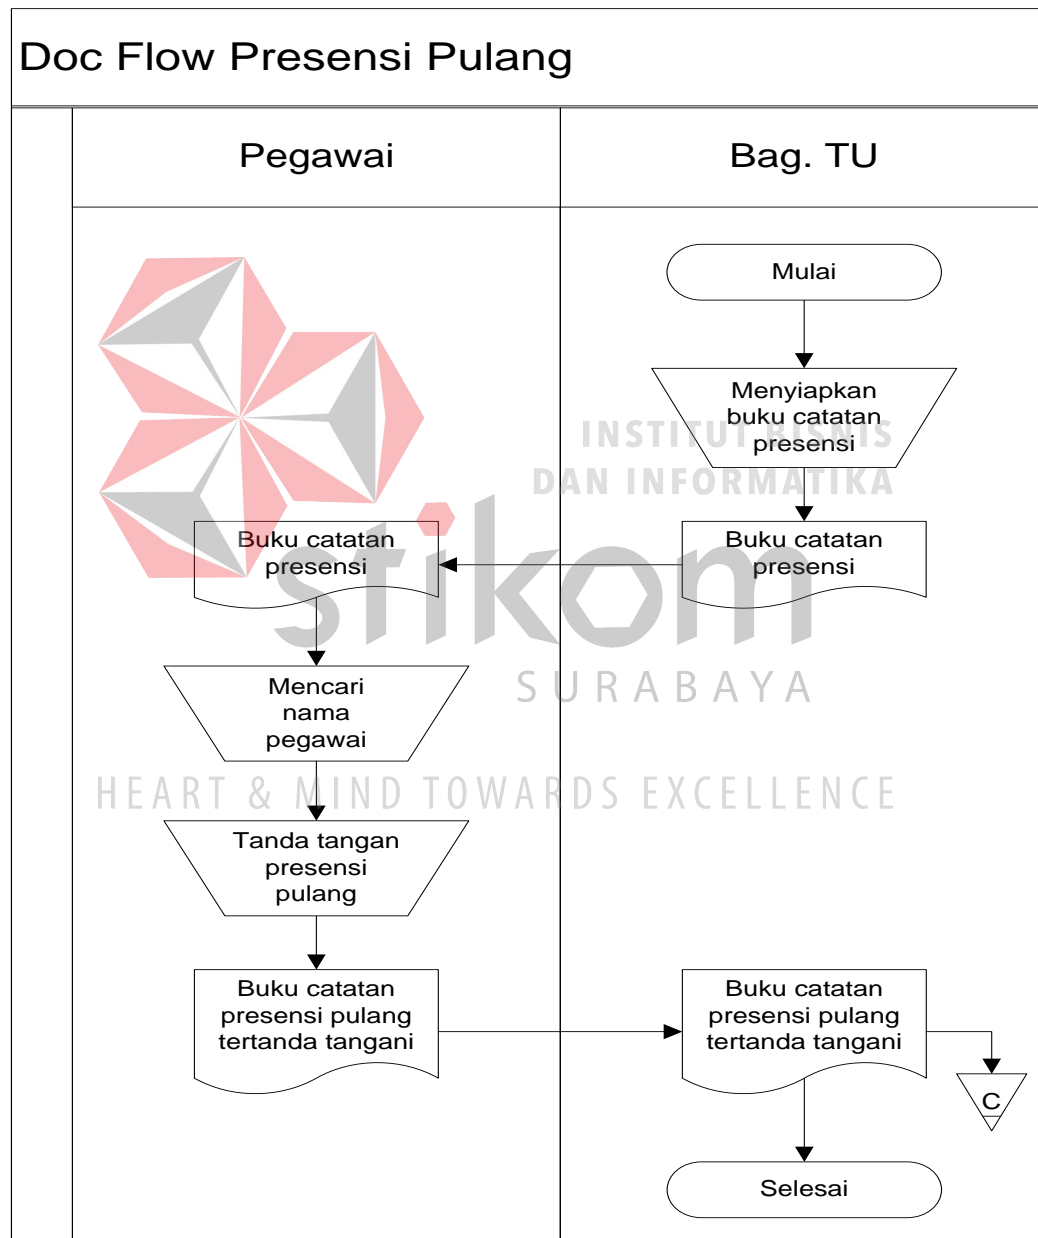 Doc Flow Presensi Pulang
Pegawai
Bag. TU
Mulai
Menyiapkan
buku catatan
presensi
INSTITUT BISNIS
DAN INFORMATIKA
Buku catatan
presensi
Buku catatan
presensi
stikom
SURABAYA
Mencari
nama
pegawai
HEART & MIND TOWARDS EXCELLENCE
Tanda tangan
presensi
pulang
Buku catatan
presensi pulang
tertanda tangani
Buku catatan
presensi pulang
tertanda tangani
C
Selesai